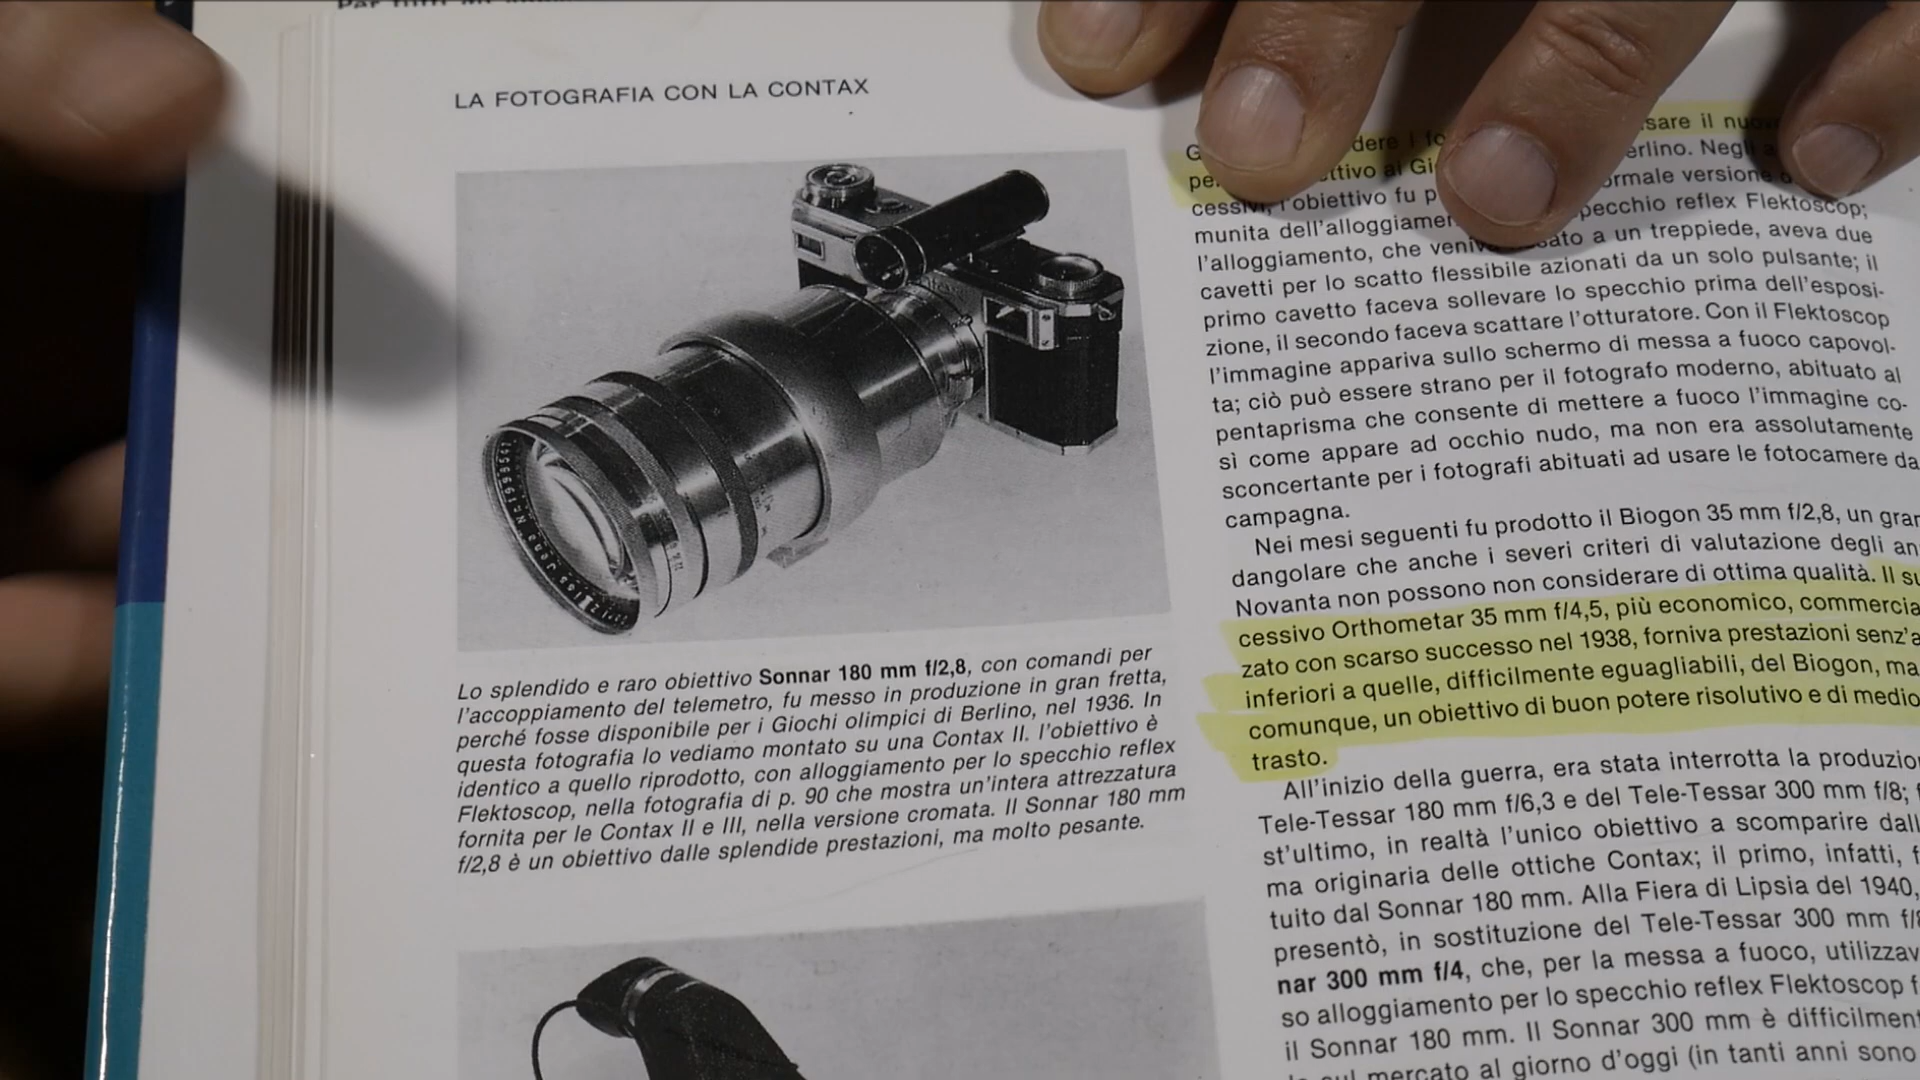 LA FOTOGRAFIA CON LA CONTAX
Lo splendido e raro obiettivo Sonnar 180 mm f/2,8, con comandi per
l'accoppiamento del telemetro, fu messo in produzione in gran fretta,
perché fosse disponibile per i Giochi olimpici di Berlino, nel 1936. In
questa fotografia lo vediamo montato su una Contax II. l'obiettivo è
identico a quello riprodotto, con alloggiamento per lo specchio reflex
Flektoscop, nella fotografia di p. 90 che mostra un'intera attrezzatura
fornita per le Contax II e III, nella versione cromata. Il Sonnar 180 mm
f/2,8 è un obiettivo dalle splendide prestazioni, ma molto pesante.
il
erlino.
cessivi, l'obiettivo fu ormale versione
munita dell'alloggiamen specchio reflex Flektoscop;
l'alloggiamento, che a un treppiede, aveva due
cavetti per lo scatto flessibile azionati da un solo pulsante; il
primo cavetto faceva sollevare lo specchio prima dell'esposi-
zione, il secondo faceva scattare l'otturatore. Con il Flektoscop
l'immagine appariva sullo schermo di messa a fuoco capovol-
ta; ciò può essere strano per il fotografo moderno, abituato al
pentaprisma che consente di mettere a fuoco l'immagine co-
sì come appare ad occhio nudo, ma non era assolutamente
sconcertante per i fotografi abituati ad usare le fotocamere da
campagna.
Nei mesi seguenti fu prodotto il Biogon 35 mm f/2,8, un gran
dangolare che anche i severi criteri di valutazione degli an
Novanta non possono non considerare di ottima qualità. Il su
cessivo Orthometar 35 mm f/4,5, più economico, commercia
zato con scarso successo nel 1938, forniva prestazioni senz'a
inferiori a quelle, difficilmente eguagliabili, del Biogon, ma
comunque, un obiettivo di buon potere risolutivo e di medio
trasto.
All'inizio della guerra, era stata interrotta la produzio
Tele-Tessar 180 mm f/6,3 e del Tele-Tessar 300 mm f/8;
st'ultimo, in realtà l'unico obiettivo a scomparire dall
ma originaria delle ottiche Contax; il primo, infatti, f
tuito dal Sonnar 180 mm. Alla Fiera di Lipsia del 1940,
presentò, in sostituzione del Tele-Tessar 300 mm f/8
nar 300 mm f/4, che, per la messa a fuoco, utilizzav
so alloggiamento per lo specchio reflex Flektoscop f
il Sonnar 180 mm. Il Sonnar 300 mm è difficilment
sul mercato al giorno d'oggi (in tanti anni sono